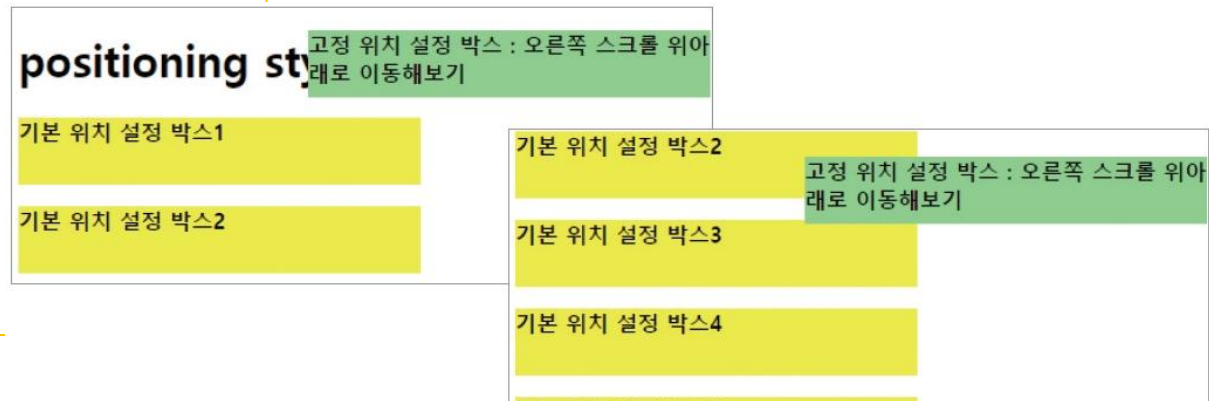 positioning sty
고정 위치 설정 박스 : 오른쪽 스크롤 위아
래로 이동해보기
기본 위치 설정 박스1
기본 위치 설정 박스2
기본 위치 설정 박스2
고정 위치 설정 박스 : 오른쪽 스크롤 위아
래로 이동해보기
기본 위치 설정 박스3
기본 위치 설정 박스4